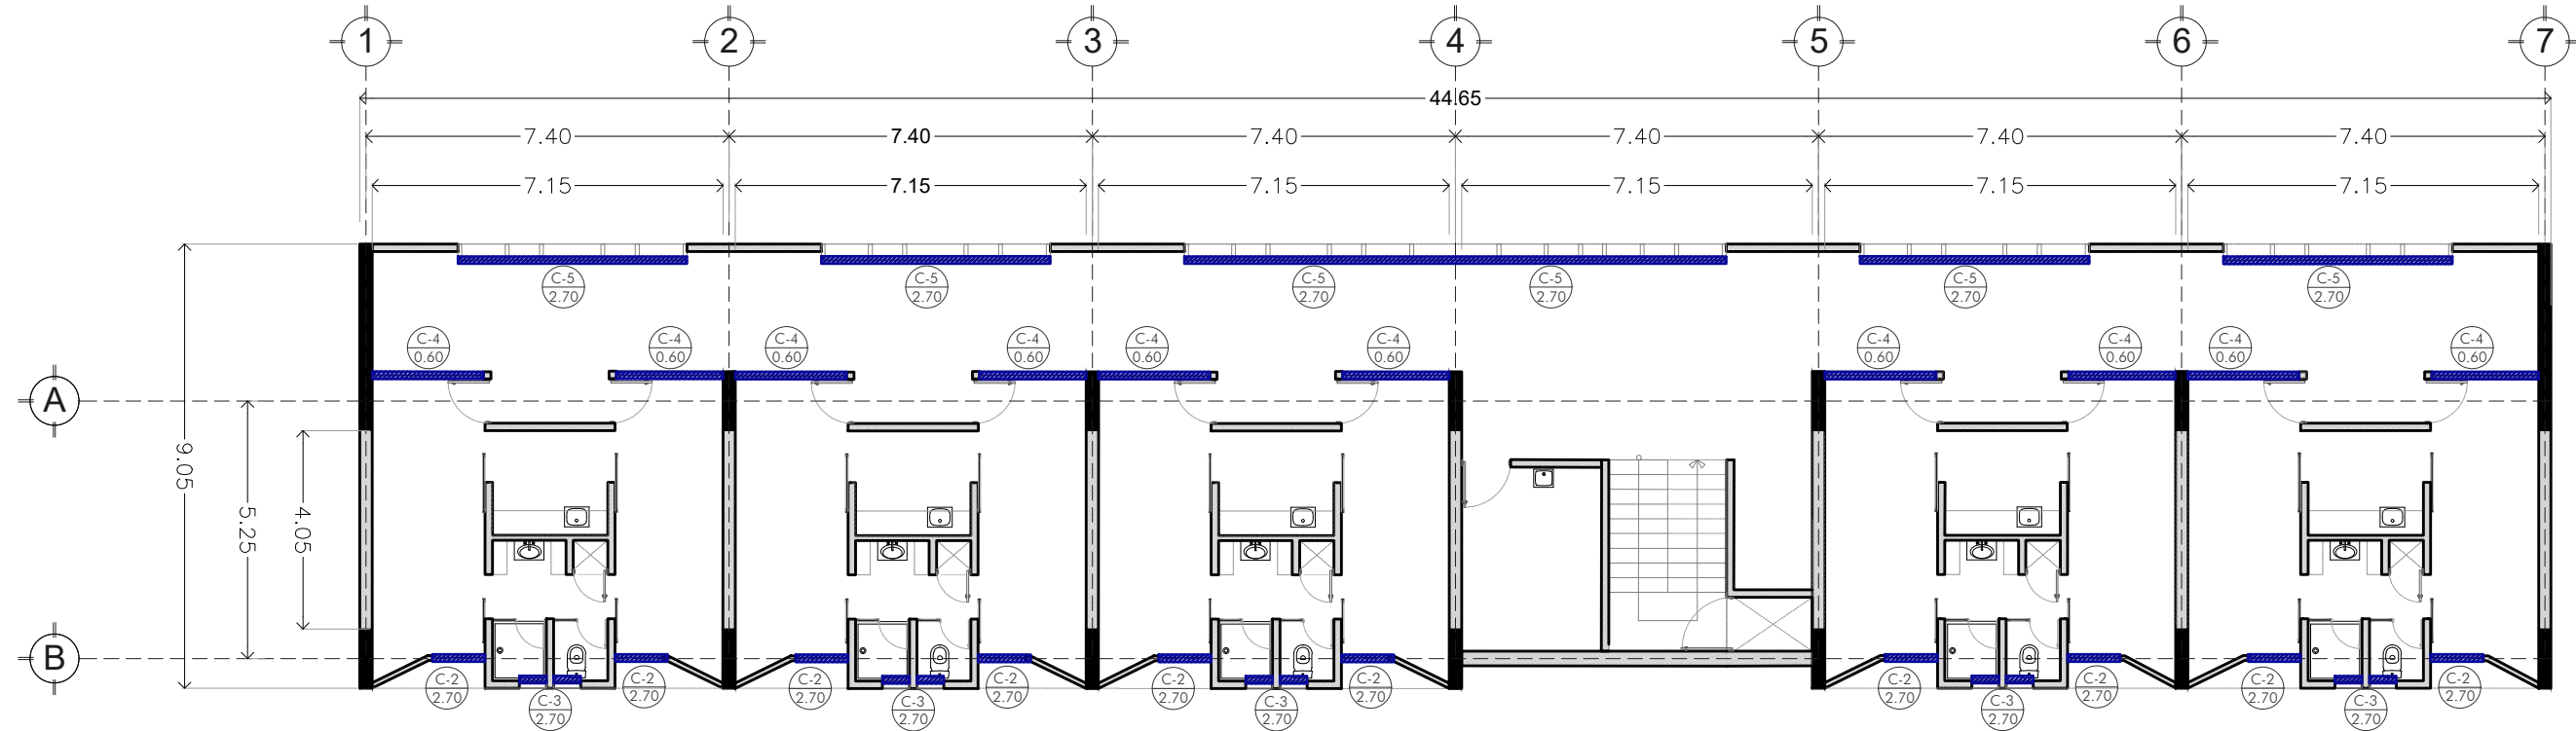 1 2 3 4 5 6 7
44.65
7.40 7.40 7.40 7.40 7.40 7.40
7.15 7.15 7.15 7.15 7.15 7.15
C-5 C-5 C-5 C-5 C-5 C-5
2.70 2.70 2.70 2.70 2.70 2.70
C-4 C-4 C-4 C-4 C-4 C-4 C-4 C-4 C-4 C-4
0.60 0.60 0.60 0.60 0.60 0.60 0.60 0.60 0.60 0.60
A
9.05
5.25
4.05
B
C-2 C-2 C-2 C-2 C-2 C-2 C-2 C-2 C-2 C-2
2.70 2.70 2.70 2.70 2.70 2.70 2.70 2.70 2.70 2.70
C-3 C-3 C-3 C-3 C-3
2.70 2.70 2.70 2.70 2.70